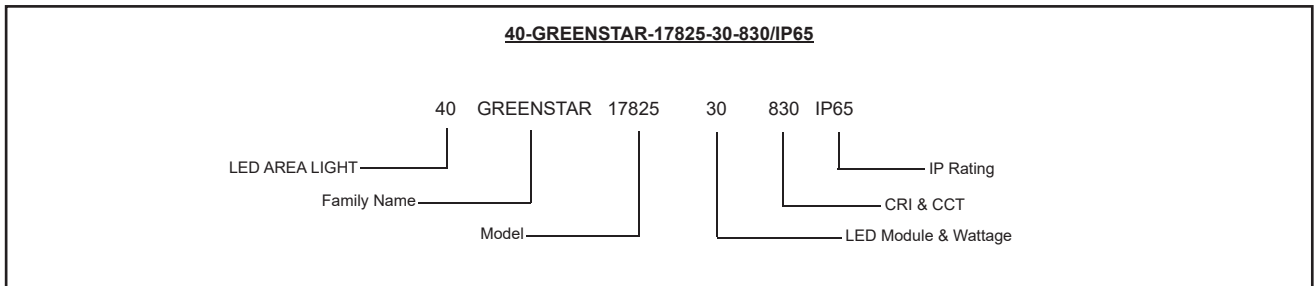 40-GREENSTAR-17825-30-830/IP65
40 GREENSTAR 17825 30 830 IP65
LED AREA LIGHT
IP Rating
Family Name
CRI & CCT
Model
LED Module & Wattage